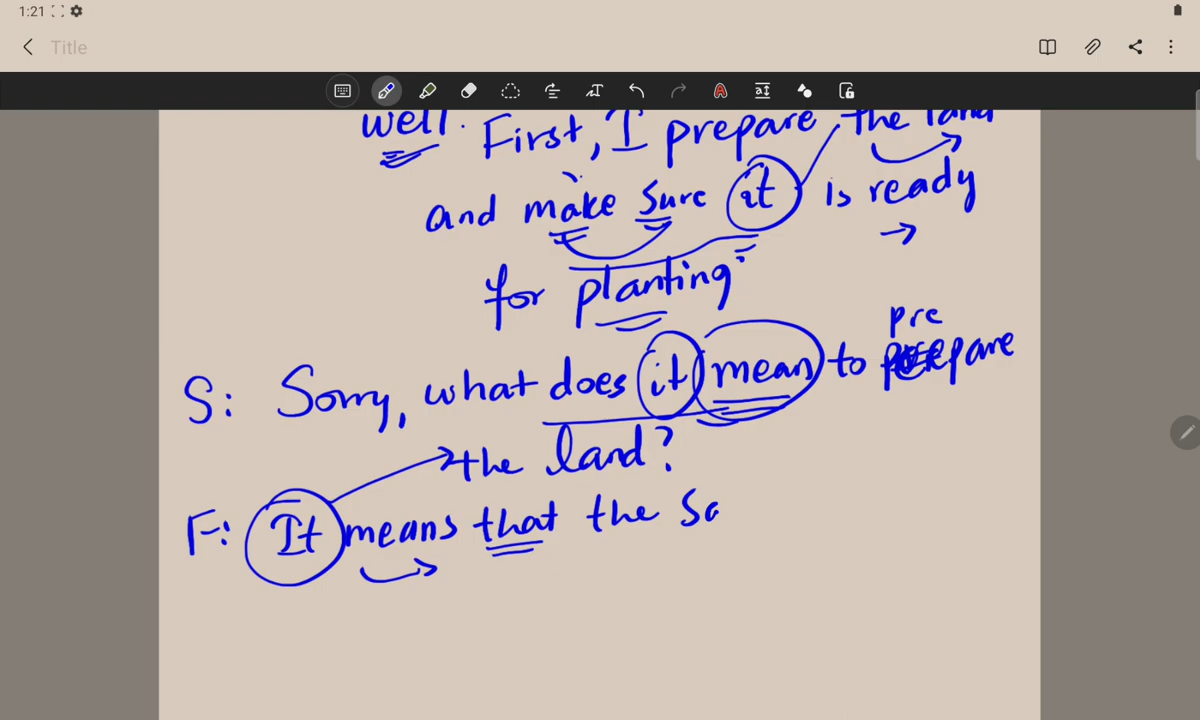 1:21
Title
well. First, I prepare the land
and make sure it is ready
for planting
pre
S: Sorry, what does it mean to prepare
the land?
F: It means that the so